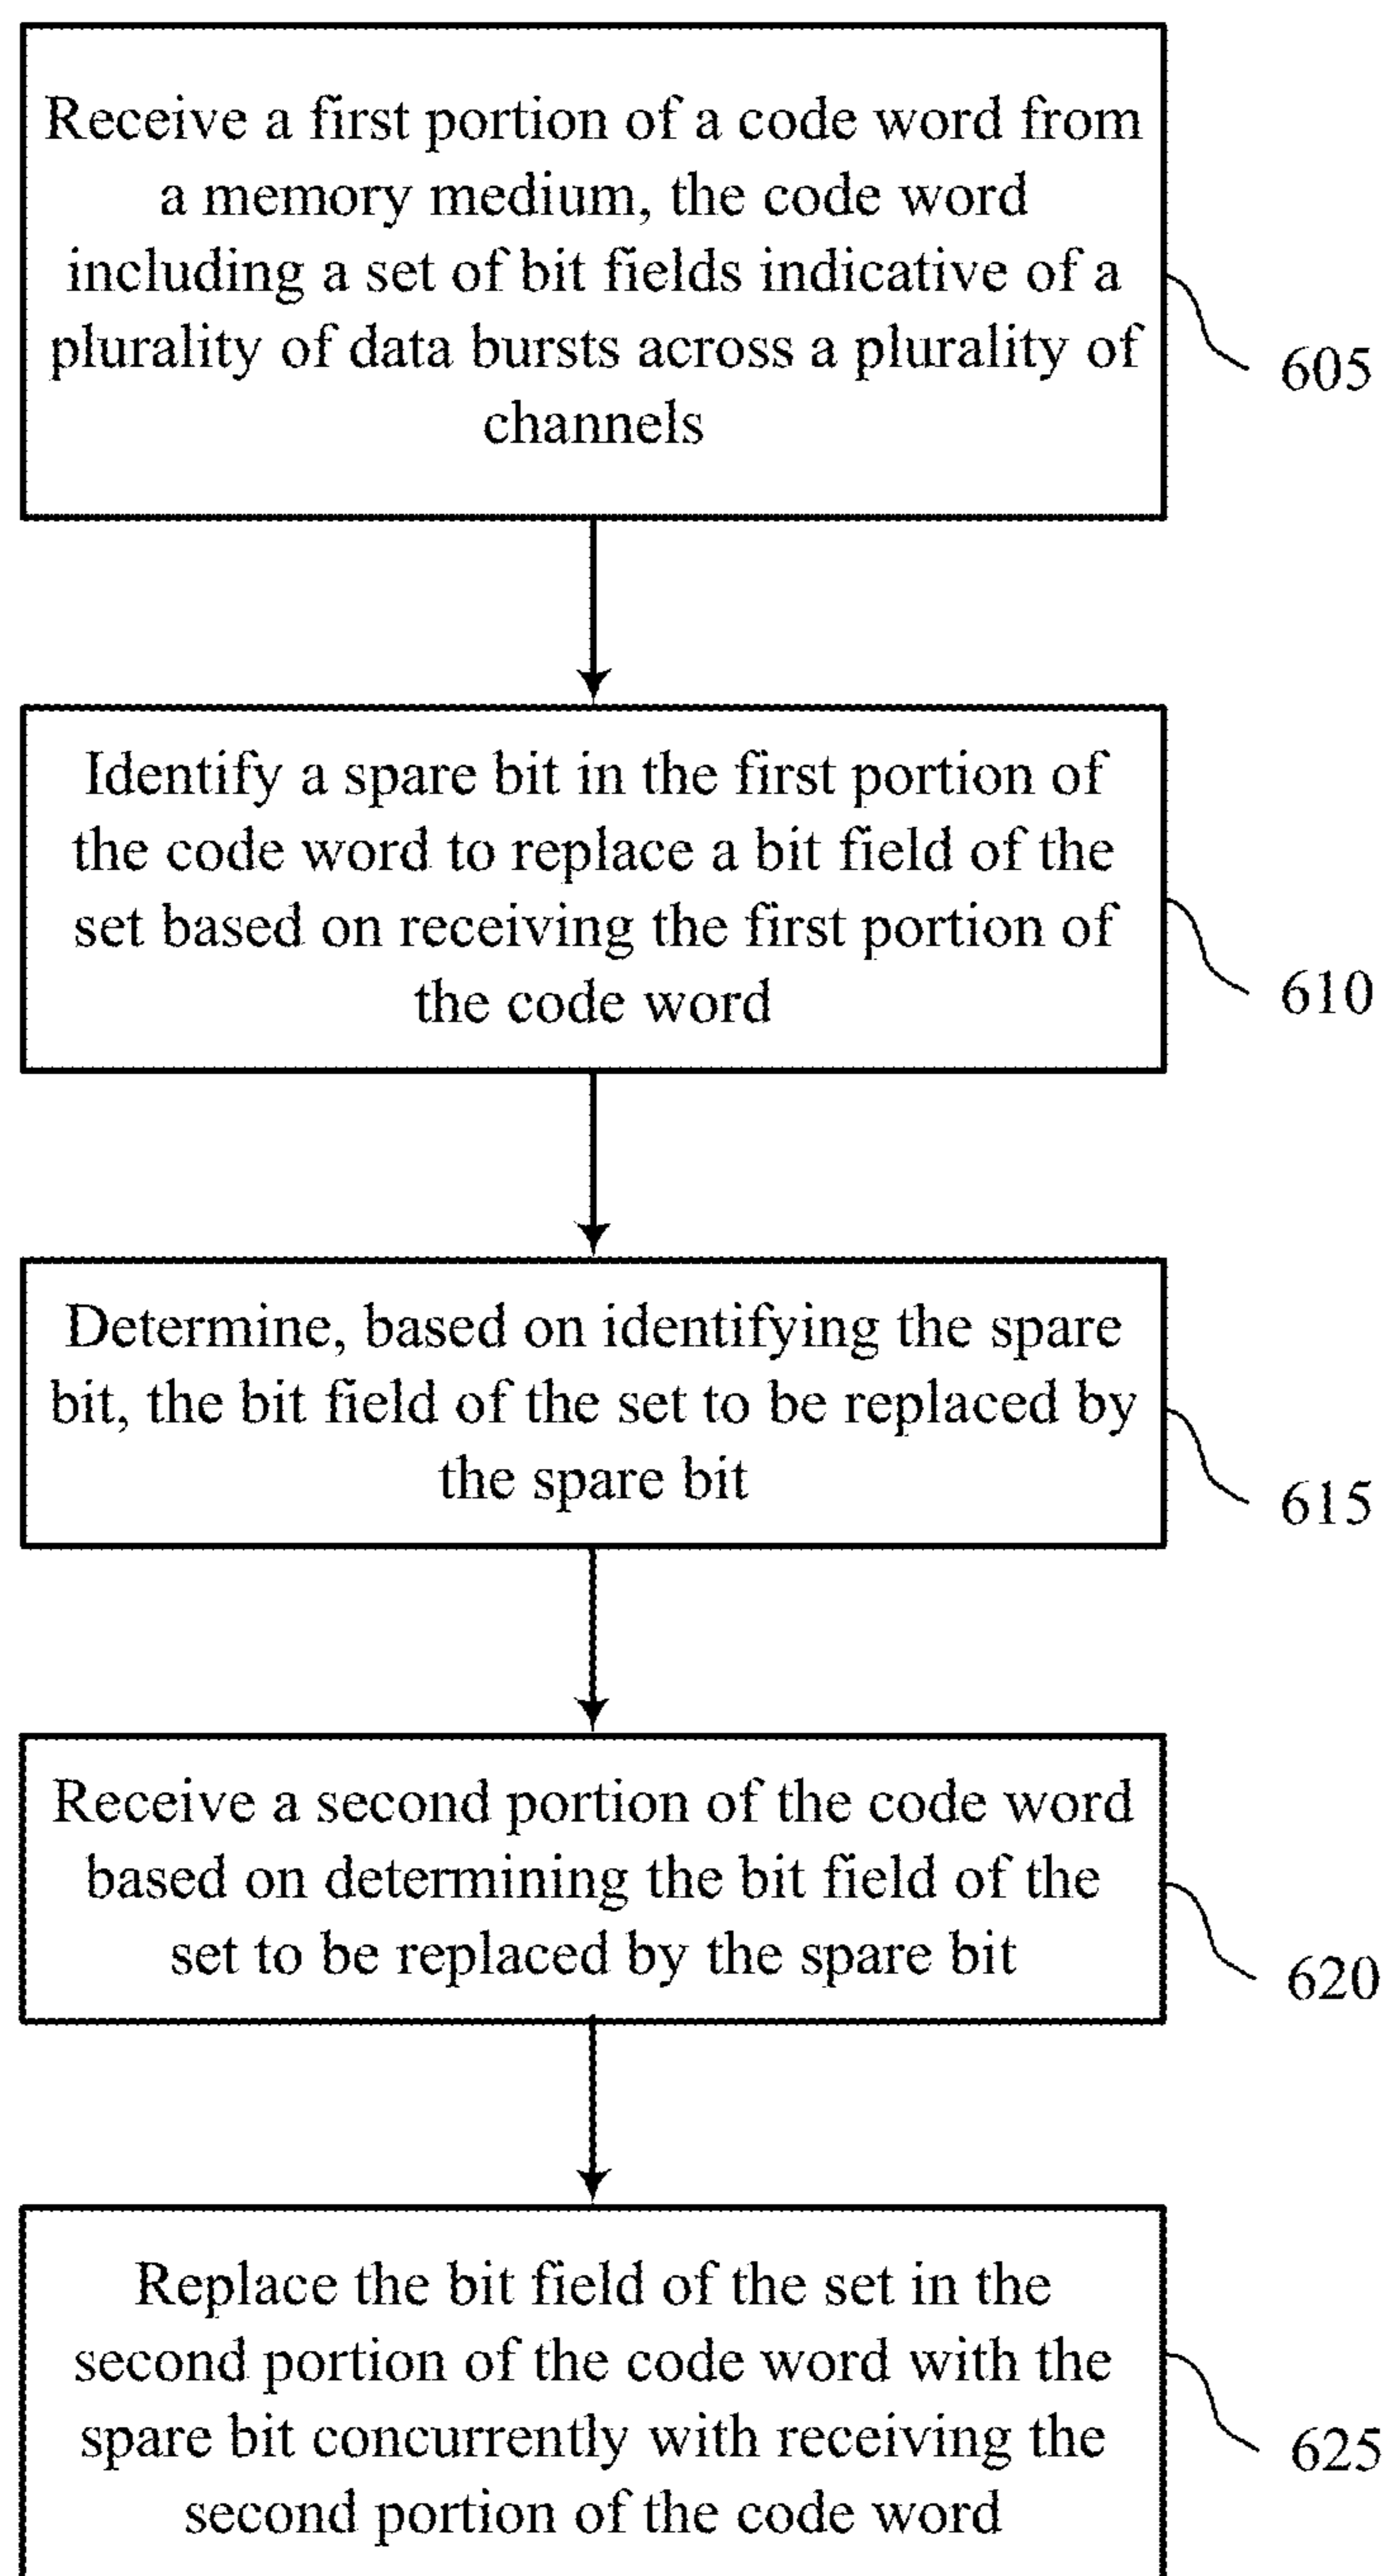 Receive a first portion of a code word from
a memory medium, the code word
including a set of bit fields indicative of a
plurality of data bursts across a plurality of
channels
605
Identify a spare bit in the first portion of
the code word to replace a bit field of the
set based on receiving the first portion of
the code word
610
Determine, based on identifying the spare
bit, the bit field of the set to be replaced by
the spare bit
615
Receive a second portion of the code word
based on determining the bit field of the
set to be replaced by the spare bit
620
Replace the bit field of the set in the
second portion of the code word with the
spare bit concurrently with receiving the
second portion of the code word
625